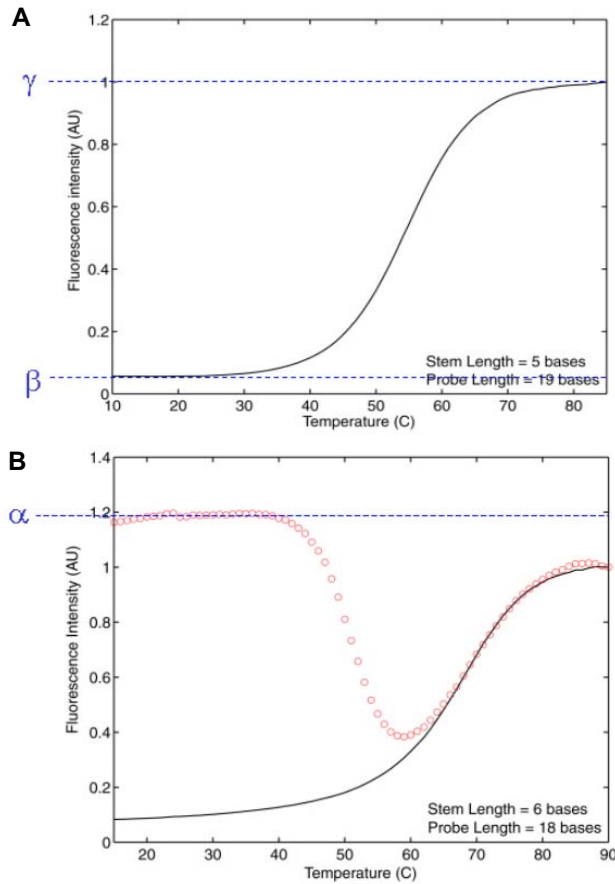 A
1.2
γ
1
0.8
0.6
0.4
0.2
β
0
Fluorescence intensity (AU)
Stem Length = 5 bases
Probe Length = 19 bases
10 20 30 40 50 60 70 80
Temperature (C)
B
1.4
α
1.2
1
0.8
0.6
0.4
0.2
0
Fluorescence Intensity (AU)
Stem Length = 6 bases
Probe Length = 18 bases
20 30 40 50 60 70 80 90
Temperature (C)